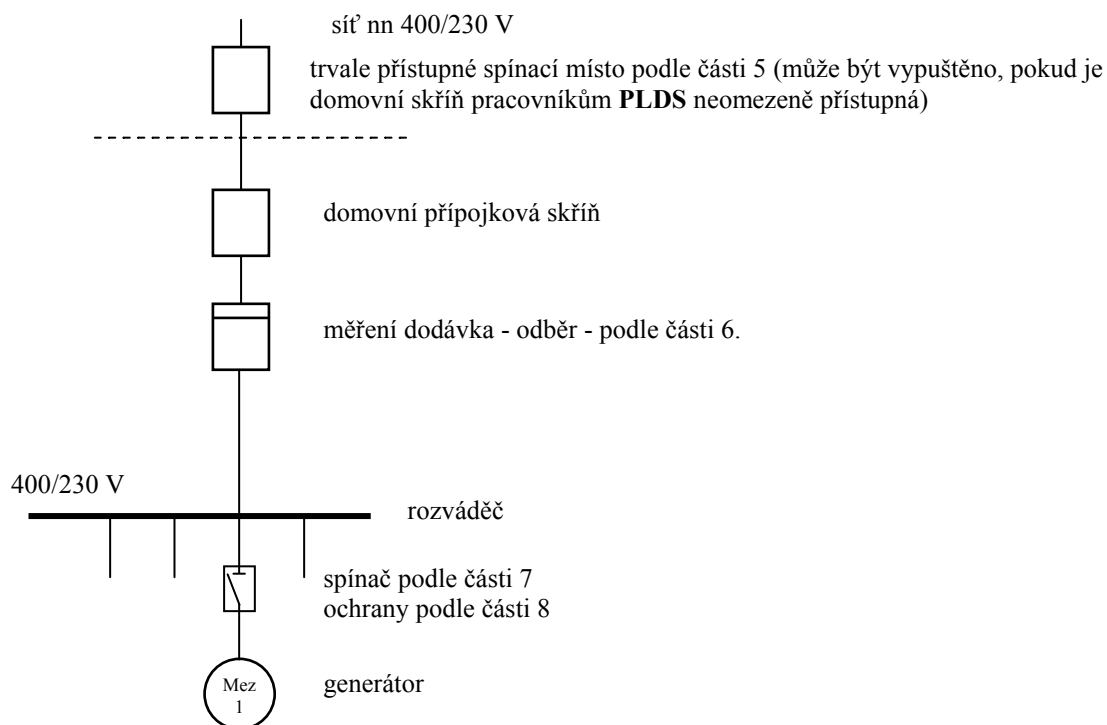 síť nn 400/230 V
trvale přístupné spínací místo podle části 5 (může být vypuštěno, pokud je
domovní skříň pracovníkům PLDS neomezeně přístupná)
domovní přípojková skříň
měření dodávka - odběr - podle části 6.
400/230 V
rozváděč
spínač podle části 7
ochrany podle části 8
Mez
1
generátor